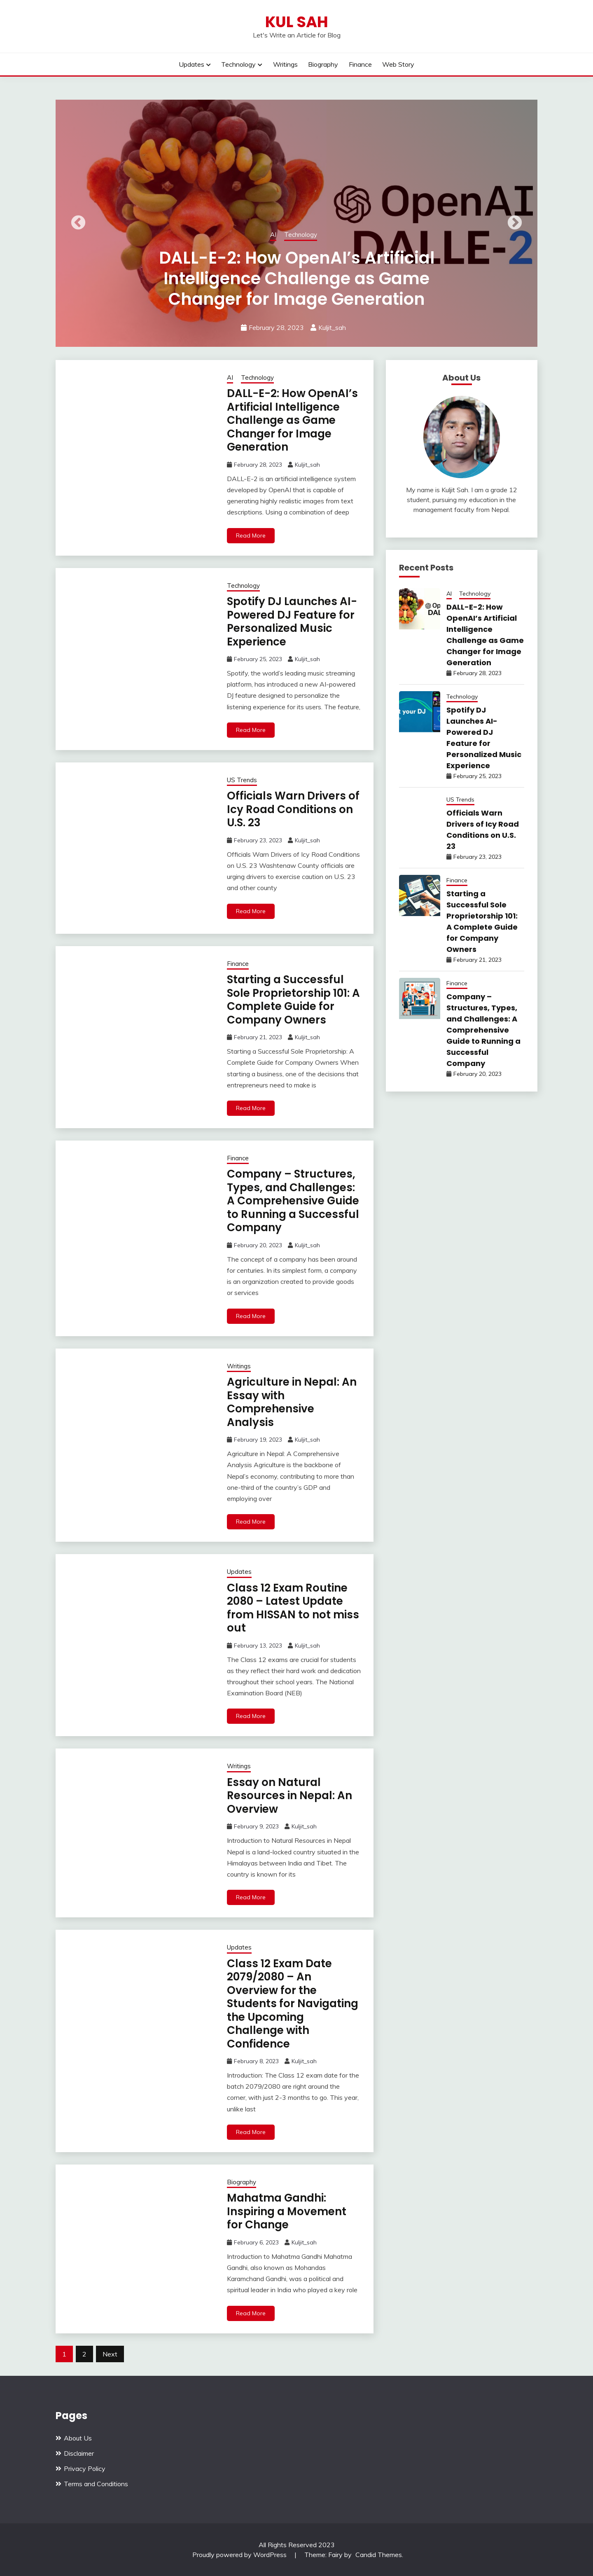 KUL SAH
Let's Write an Article for Blog
Updates
Technology
Writings
Biography
Finance
Web Story
OpenAI
DALLE-2:
AI
Technology
DALL-E-2: How OpenAI's Artificial
Intelligence Challenge as Game
Changer for Image Generation
February 28, 2023
Kuljit_sah
AI
Technology
DALL-E-2: How OpenAI's
Artificial Intelligence
Challenge as Game
Changer for Image
Generation
February 28, 2023
Kuljit_sah
DALL-E-2 is an artificial intelligence system
developed by OpenAI that is capable of
generating highly realistic images from text
descriptions. Using a combination of deep
Read More
Technology
Spotify DJ Launches AI-
Powered DJ Feature for
Personalized Music
Experience
February 25, 2023
Kuljit_sah
Spotify, the world's leading music streaming
platform, has introduced a new AI-powered
DJ feature designed to personalize the
listening experience for its users. The feature,
Read More
US Trends
Officials Warn Drivers of
Icy Road Conditions on
U.S. 23
February 23, 2023
Kuljit_sah
Officials Warn Drivers of Icy Road Conditions
on U.S. 23 Washtenaw County officials are
urging drivers to exercise caution on U.S. 23
and other county
Read More
Finance
Starting a Successful
Sole Proprietorship 101: A
Complete Guide for
Company Owners
February 21, 2023
Kuljit_sah
Starting a Successful Sole Proprietorship: A
Complete Guide for Company Owners When
starting a business, one of the decisions that
entrepreneurs need to make is
Read More
Finance
Company – Structures,
Types, and Challenges:
A Comprehensive Guide
to Running a Successful
Company
February 20, 2023
Kuljit_sah
The concept of a company has been around
for centuries. In its simplest form, a company
is an organization created to provide goods
or services
Read More
Writings
Agriculture in Nepal: An
Essay with
Comprehensive
Analysis
February 19, 2023
Kuljit_sah
Agriculture in Nepal: A Comprehensive
Analysis Agriculture is the backbone of
Nepal's economy, contributing to more than
one-third of the country's GDP and
employing over
Read More
Updates
Class 12 Exam Routine
2080 – Latest Update
from HISSAN to not miss
out
February 13, 2023
Kuljit_sah
The Class 12 exams are crucial for students
as they reflect their hard work and dedication
throughout their school years. The National
Examination Board (NEB)
Read More
Writings
Essay on Natural
Resources in Nepal: An
Overview
February 9, 2023
Kuljit_sah
Introduction to Natural Resources in Nepal
Nepal is a land-locked country situated in the
Himalayas between India and Tibet. The
country is known for its
Read More
Updates
Class 12 Exam Date
2079/2080 – An
Overview for the
Students for Navigating
the Upcoming
Challenge with
Confidence
February 8, 2023
Kuljit_sah
Introduction: The Class 12 exam date for the
batch 2079/2080 are right around the
corner, with just 2-3 months to go. This year,
unlike last
Read More
Biography
Mahatma Gandhi:
Inspiring a Movement
for Change
February 6, 2023
Kuljit_sah
Introduction to Mahatma Gandhi Mahatma
Gandhi, also known as Mohandas
Karamchand Gandhi, was a political and
spiritual leader in India who played a key role
Read More
1
2
Next
About Us
My name is Kuljit Sah. I am a grade 12
student, pursuing my education in the
management faculty from Nepal.
Recent Posts
AI
Technology
DALL-E-2: How
OpenAI's Artificial
Intelligence
Challenge as Game
Changer for Image
Generation
February 28, 2023
your DJ
Technology
Spotify DJ
Launches AI-
Powered DJ
Feature for
Personalized Music
Experience
February 25, 2023
US Trends
Officials Warn
Drivers of Icy Road
Conditions on U.S.
23
February 23, 2023
Finance
Starting a
Successful Sole
Proprietorship 101:
A Complete Guide
for Company
Owners
February 21, 2023
Finance
Company –
Structures, Types,
and Challenges: A
Comprehensive
Guide to Running a
Successful
Company
February 20, 2023
Pages
About Us
Disclaimer
Privacy Policy
Terms and Conditions
All Rights Reserved 2023
Proudly powered by WordPress | Theme: Fairy by Candid Themes.